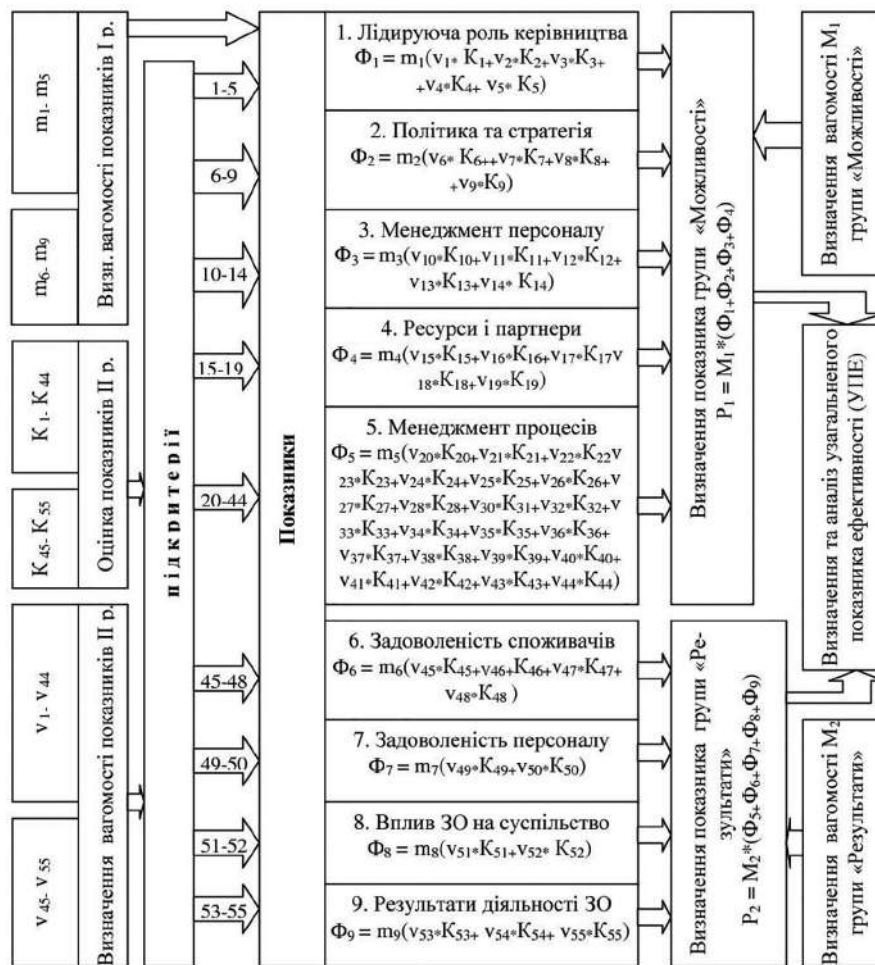 m1- m5
m6- m9
Визн. вагомості показників I р.
K1- K44
K45- K55
Оцінка показників II р.
v1- v44
v45- v55
Визначення вагомості показників II р.
підкритерії
1-5
6-9
10-14
15-19
20-44
45-48
49-50
51-52
53-55
Показники
1. Лідируюча роль керівництва
Ф1 = m1(v1* K1+v2*K2+v3*K3+
+v4*K4+ v5* K5)
2. Політика та стратегія
Ф2 = m2(v6* K6++v7*K7+v8*K8+
+v9*K9)
3. Менеджмент персоналу
Ф3 = m3(v10*K10+v11*K11+v12*K12+
v13*K13+v14* K14)
4. Ресурси і партнери
Ф4 = m4(v15*K15+v16*K16+v17*K17v
18*K18+v19*K19)
5. Менеджмент процесів
Ф5 = m5(v20*K20+v21*K21+v22*K22v
23*K23+v24*K24+v25*K25+v26*K26+v
27*K27+v28*K28+v30*K31+v32*K32+v
33*K33+v34*K34+v35*K35+v36*K36+
v37*K37+v38*K38+v39*K39+v40*K40+
v41*K41+v42*K42+v43*K43+v44*K44)
6. Задоволеність споживачів
Ф6 = m6(v45*K45+v46+K46+v47*K47+
v48*K48 )
7. Задоволеність персоналу
Ф7 = m7(v49*K49+v50*K50)
8. Вплив ЗО на суспільство
Ф8 = m8(v51*K51+v52* K52)
9. Результати діяльності ЗО
Ф9 = m9(v53*K53+ v54*K54+ v55*K55)
Визначення показника групи «Можливості»
P1 = M1*(Ф1+Ф2+Ф3+Ф4)
Визначення показника групи «Ре-
зультати»
P2 = M2*(Ф5+Ф6+Ф7+Ф8+Ф9)
Визначення вагомості M1
групи «Можливості»
Визначення та аналіз узагальненого
показника ефективності (УПЕ)
Визначення вагомості M2
групи «Результати»